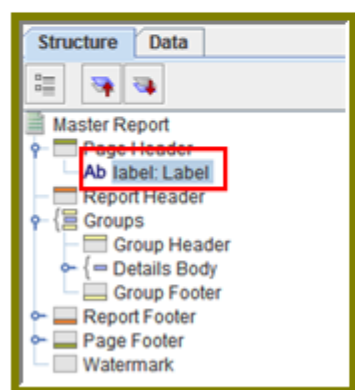 Structure Data
Master Report
Page Header
Ab label: Label
Report Header
Groups
Group Header
Details Body
Group Footer
Report Footer
Page Footer
Watermark